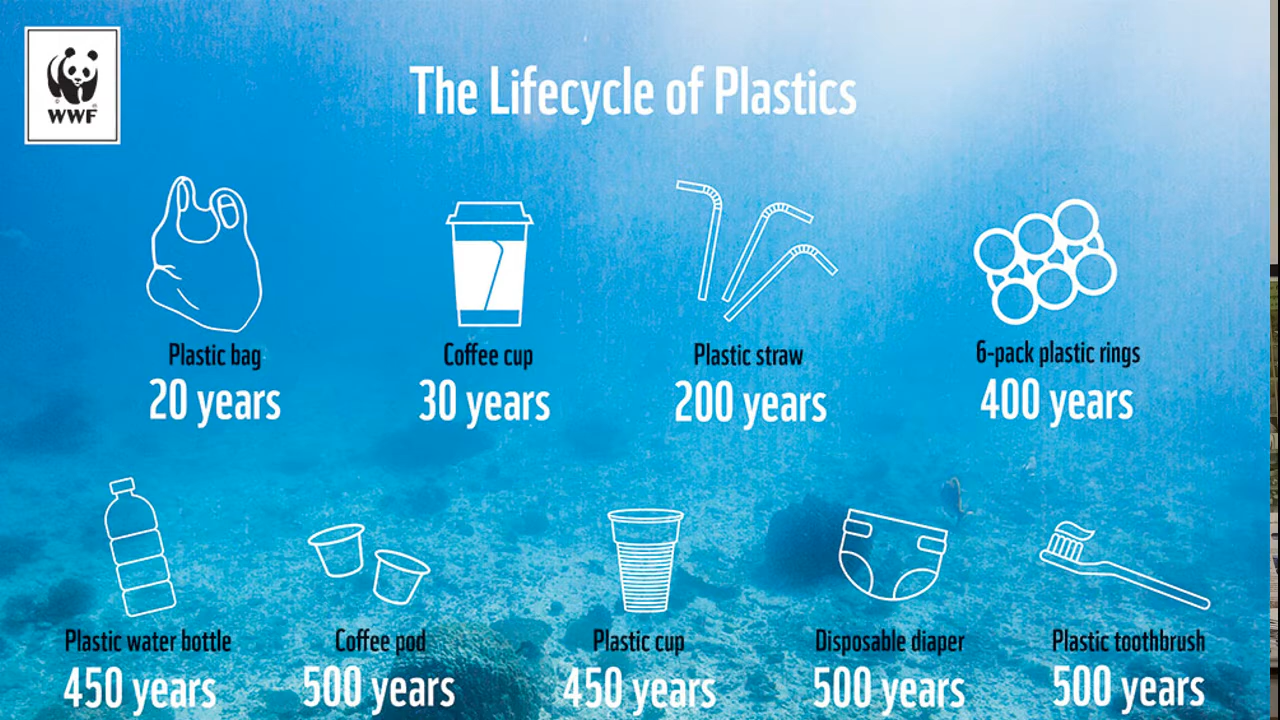 WWF
The Lifecycle of Plastics
Plastic bag
20 years
Coffee cup
30 years
Plastic straw
200 years
6-pack plastic rings
400 years
Plastic water bottle
450 years
Coffee pod
500 years
Plastic cup
450 years
Disposable diaper
500 years
Plastic toothbrush
500 years